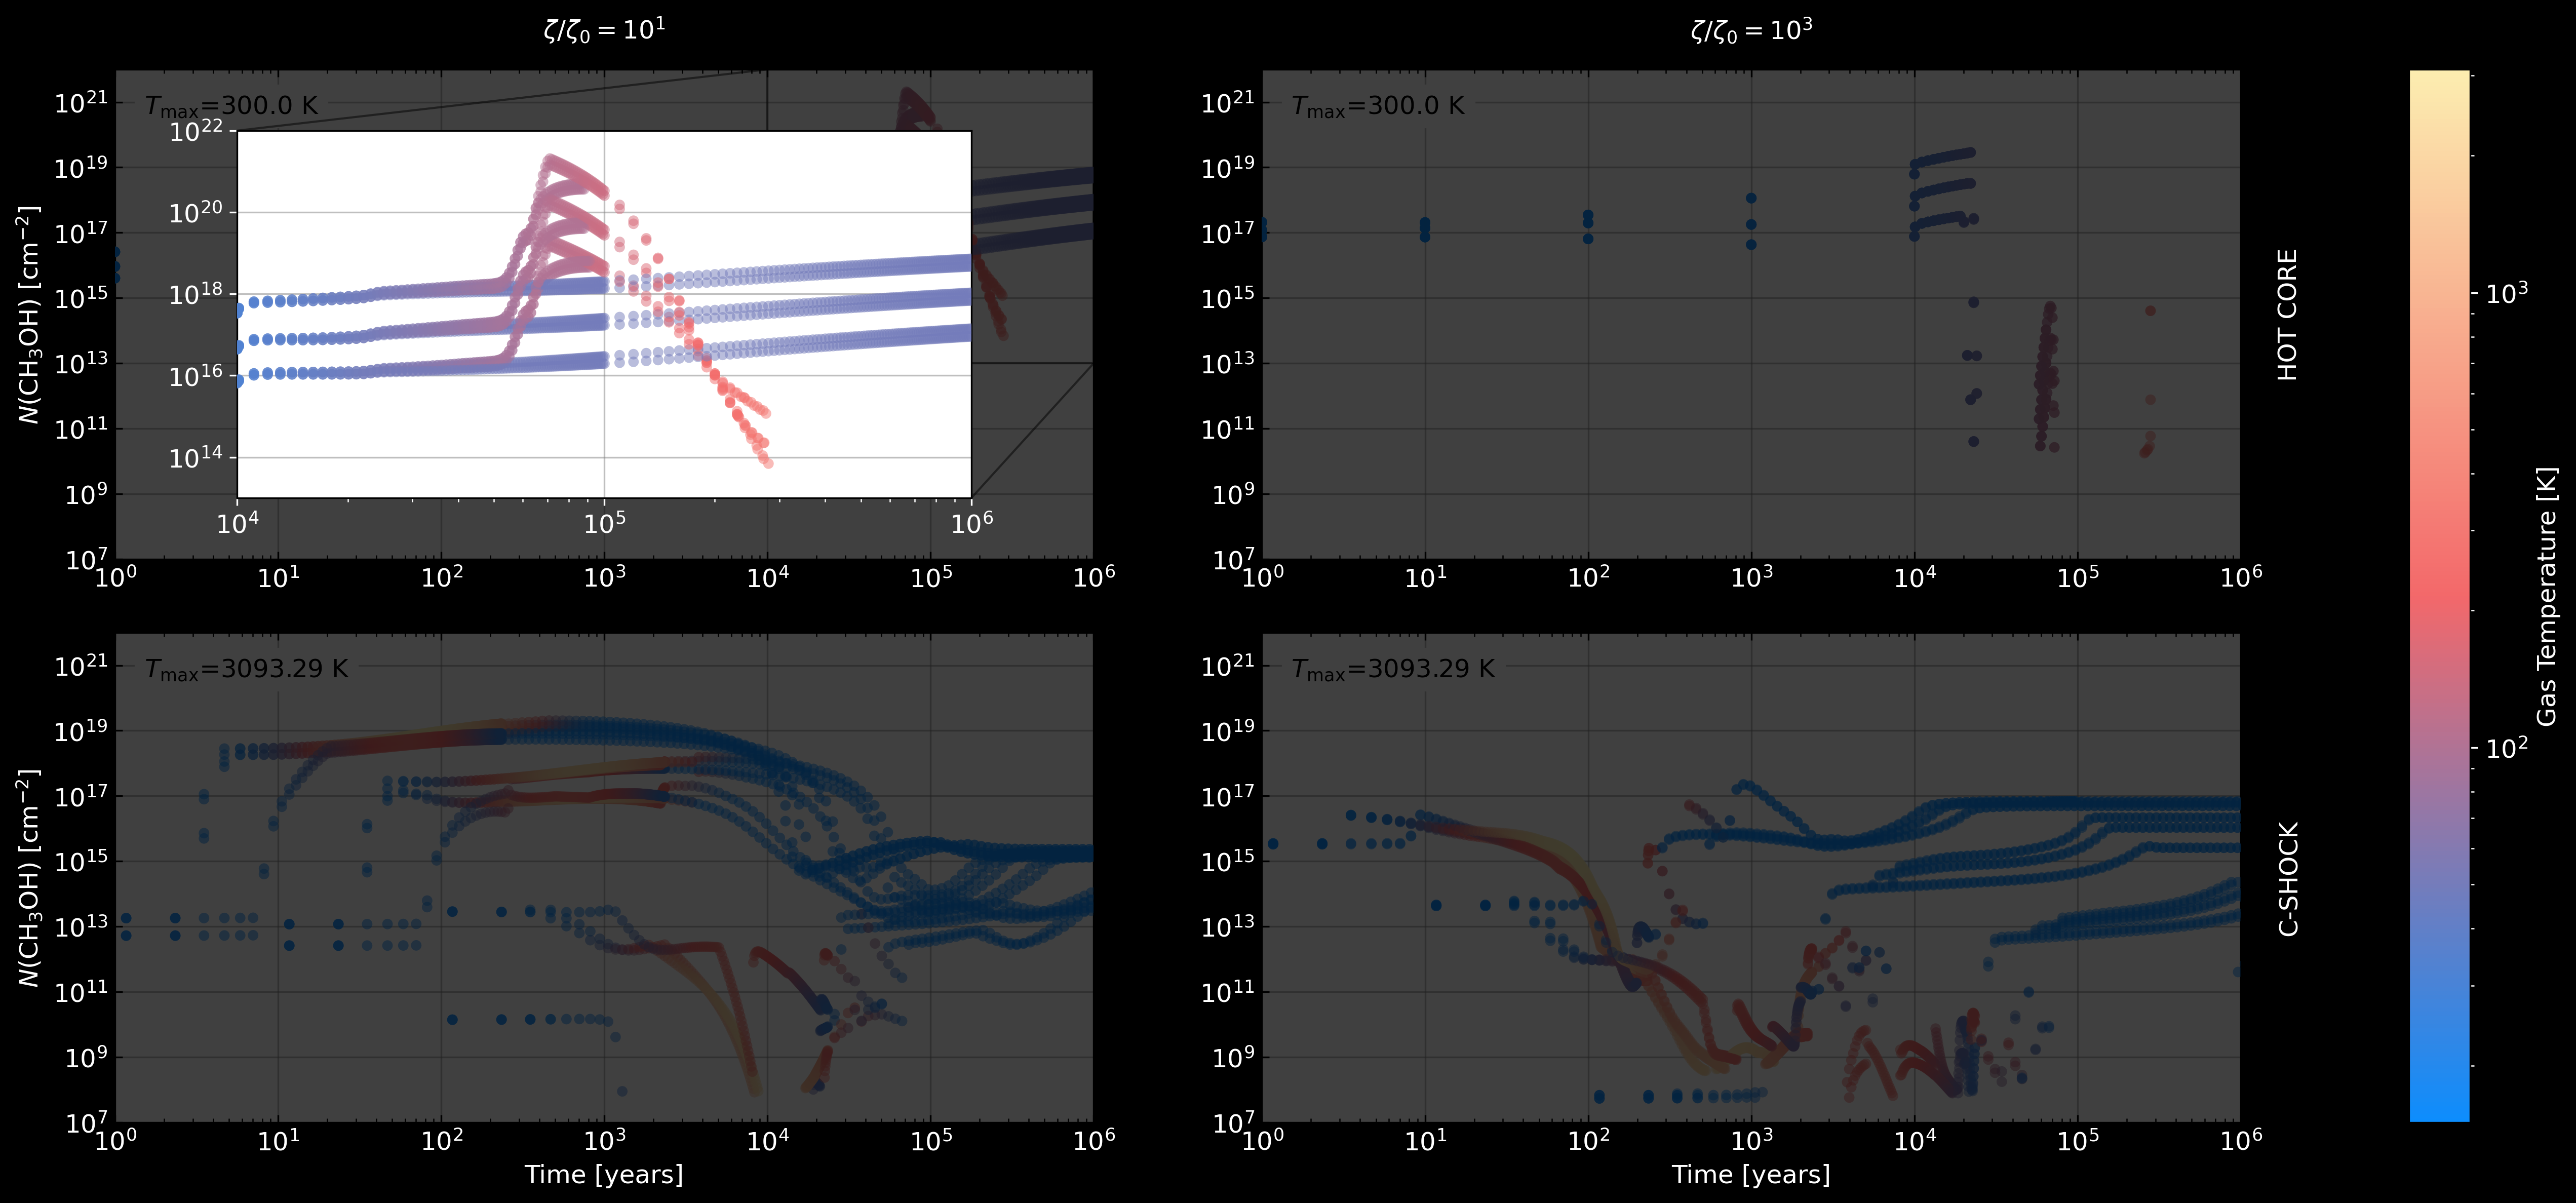 ζ/ζ₀ = 10¹
ζ/ζ₀ = 10³
Tmax=300.0 K
10²²
10²⁰
10¹⁸
10¹⁶
10¹⁴
10⁴ 10⁵ 10⁶
10²¹
10¹⁹
10¹⁷
10¹⁵
10¹³
10¹¹
10⁹
10⁷
N(CH₃OH) [cm⁻²]
10⁰ 10¹ 10² 10³ 10⁴ 10⁵ 10⁶
Tmax=300.0 K
10²¹
10¹⁹
10¹⁷
10¹⁵
10¹³
10¹¹
10⁹
10⁷
10⁰ 10¹ 10² 10³ 10⁴ 10⁵ 10⁶
HOT CORE
Tmax=3093.29 K
10²¹
10¹⁹
10¹⁷
10¹⁵
10¹³
10¹¹
10⁹
10⁷
N(CH₃OH) [cm⁻²]
10⁰ 10¹ 10² 10³ 10⁴ 10⁵ 10⁶
Time [years]
Tmax=3093.29 K
10²¹
10¹⁹
10¹⁷
10¹⁵
10¹³
10¹¹
10⁹
10⁷
10⁰ 10¹ 10² 10³ 10⁴ 10⁵ 10⁶
Time [years]
C-SHOCK
10³
10²
Gas Temperature [K]